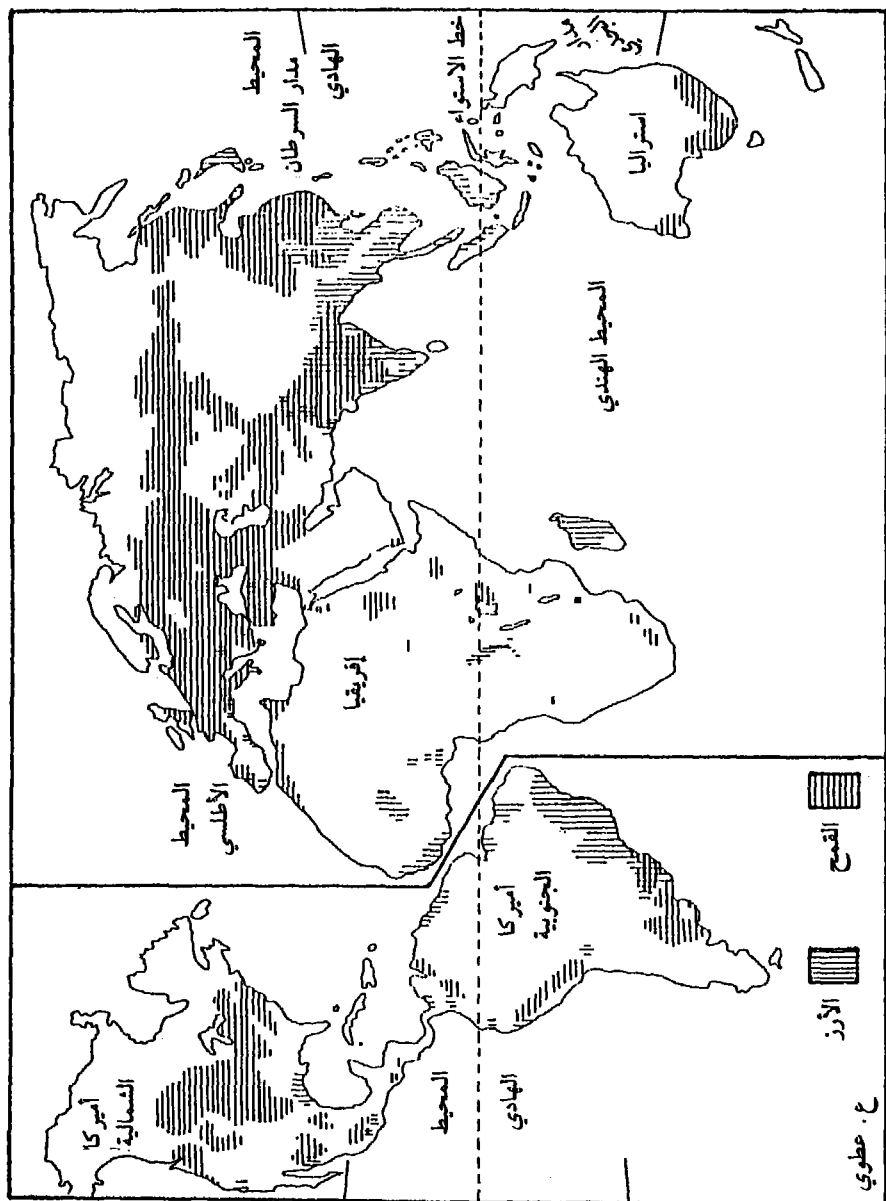 أميركا
الشمالية
المحيط
الأطلسي
المحيط
الهادي
مدار السرطان
خط الاستواء
إفريقيا
المحيط
الهادي
أميركا
الجنوبية
المحيط الهندي
استراليا
الأرز
القمح
ع. عطوي